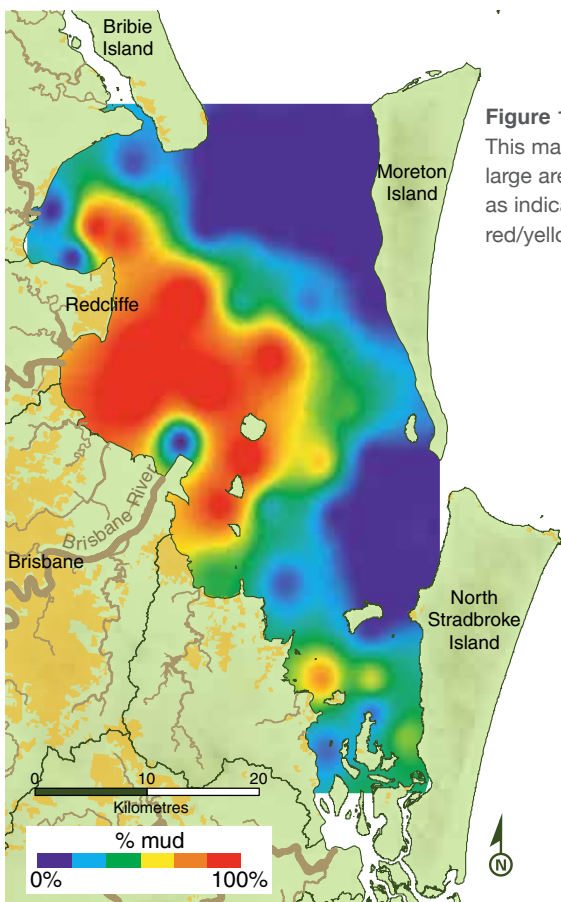 Bribie
Island
Figure 1
This ma
large are
as indica
red/yello
Moreton
Island
Redcliffe
Brisbane River
Brisbane
North
Stradbroke
Island
0 10 20
Kilometres
% mud
0% 100%
N